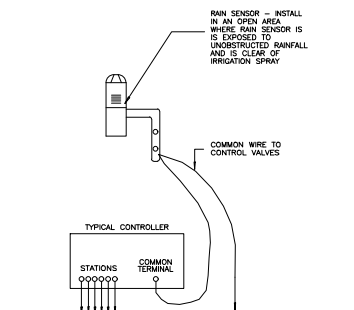 RAIN SENSOR – INSTALL
IN AN OPEN AREA
WHERE RAIN SENSOR IS
IS EXPOSED TO
UNOBSTRUCTED RAINFALL
AND IS CLEAR OF
IRRIGATION SPRAY
COMMON WIRE TO
CONTROL VALVES
TYPICAL CONTROLLER
STATIONS
COMMON
TERMINAL